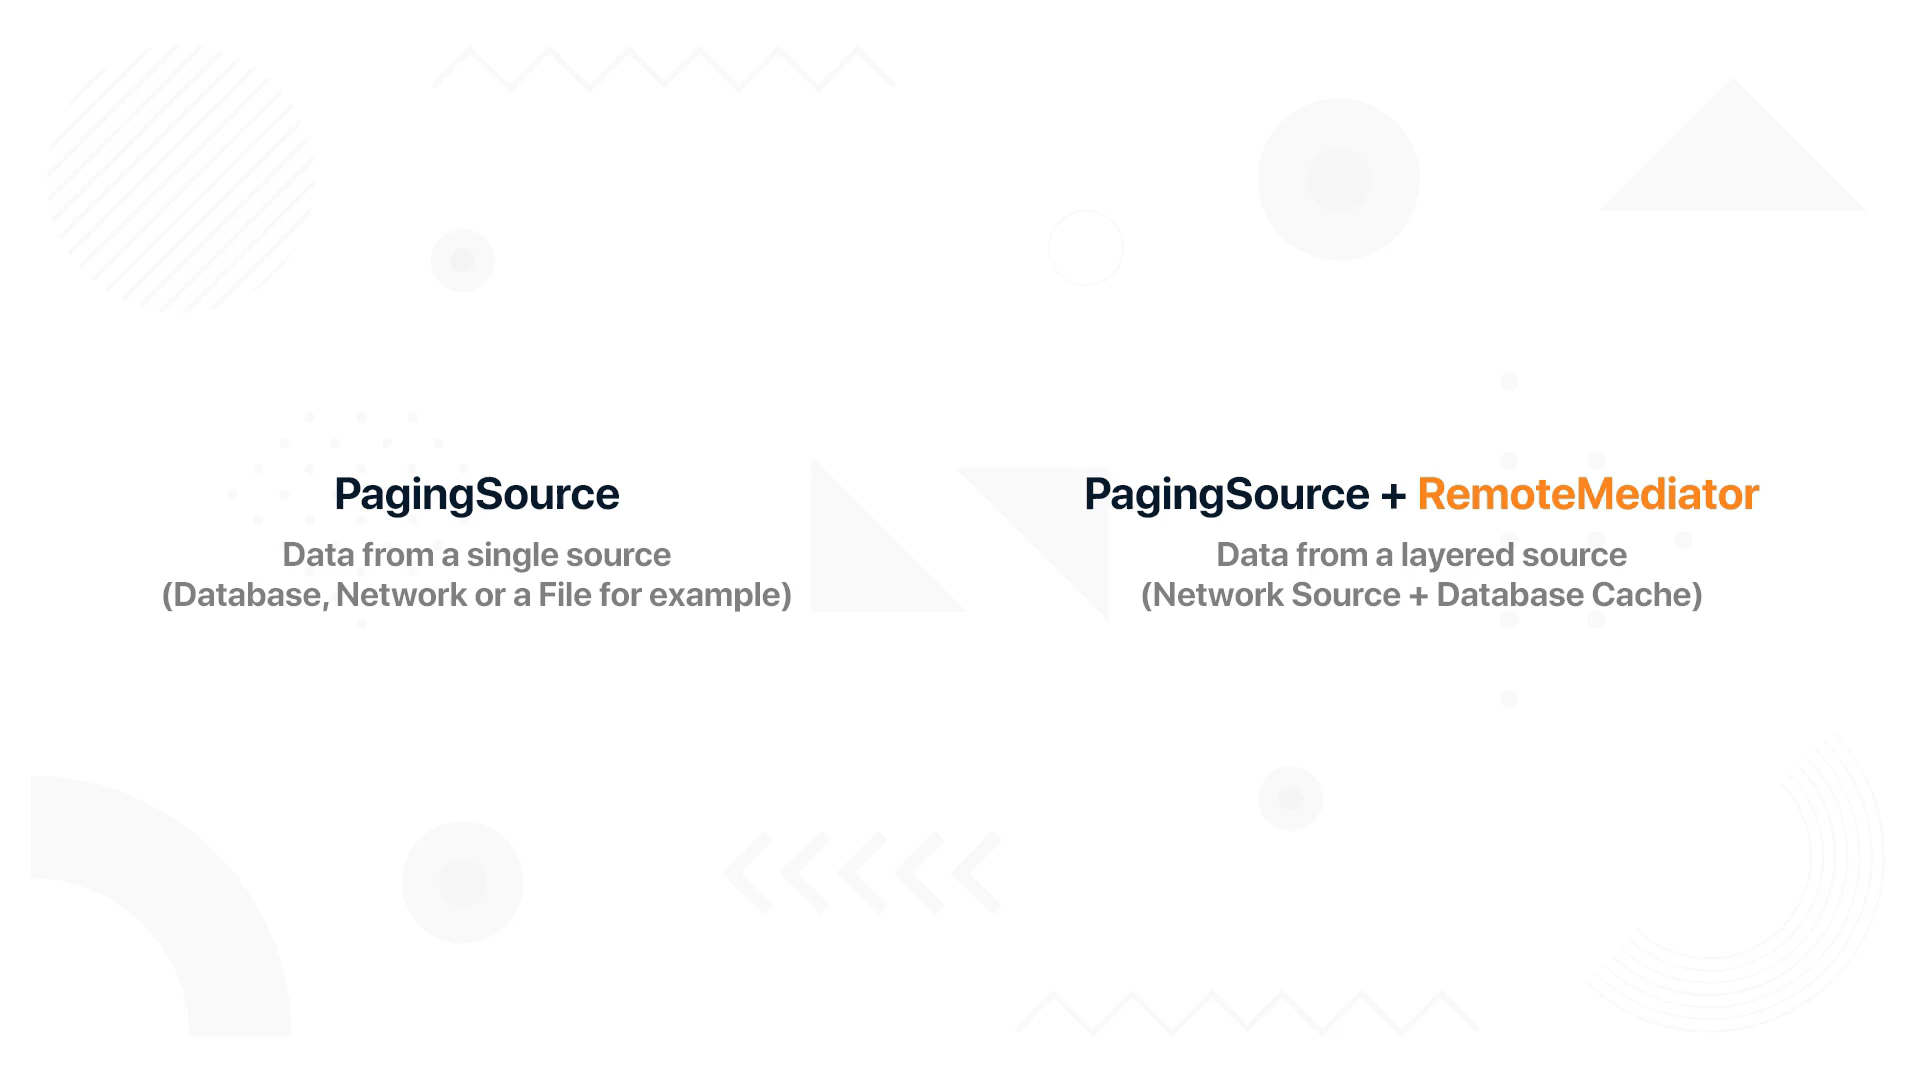 PagingSource
Data from a single source
(Database, Network or a File for example)
PagingSource + RemoteMediator
Data from a layered source
(Network Source + Database Cache)